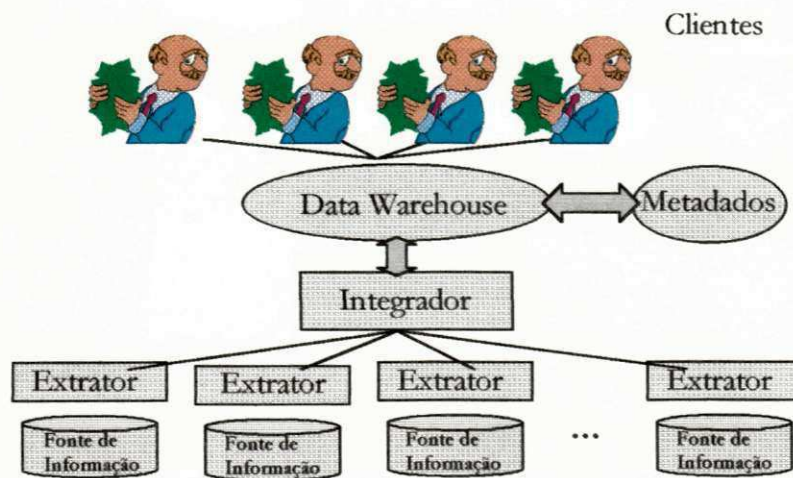 Clientes
Data Warehouse
Metadados
Integrador
Extrator
Extrator
Extrator
Extrator
Fonte de
Informação
Fonte de
Informação
Fonte de
Informação
...
Fonte de
Informação